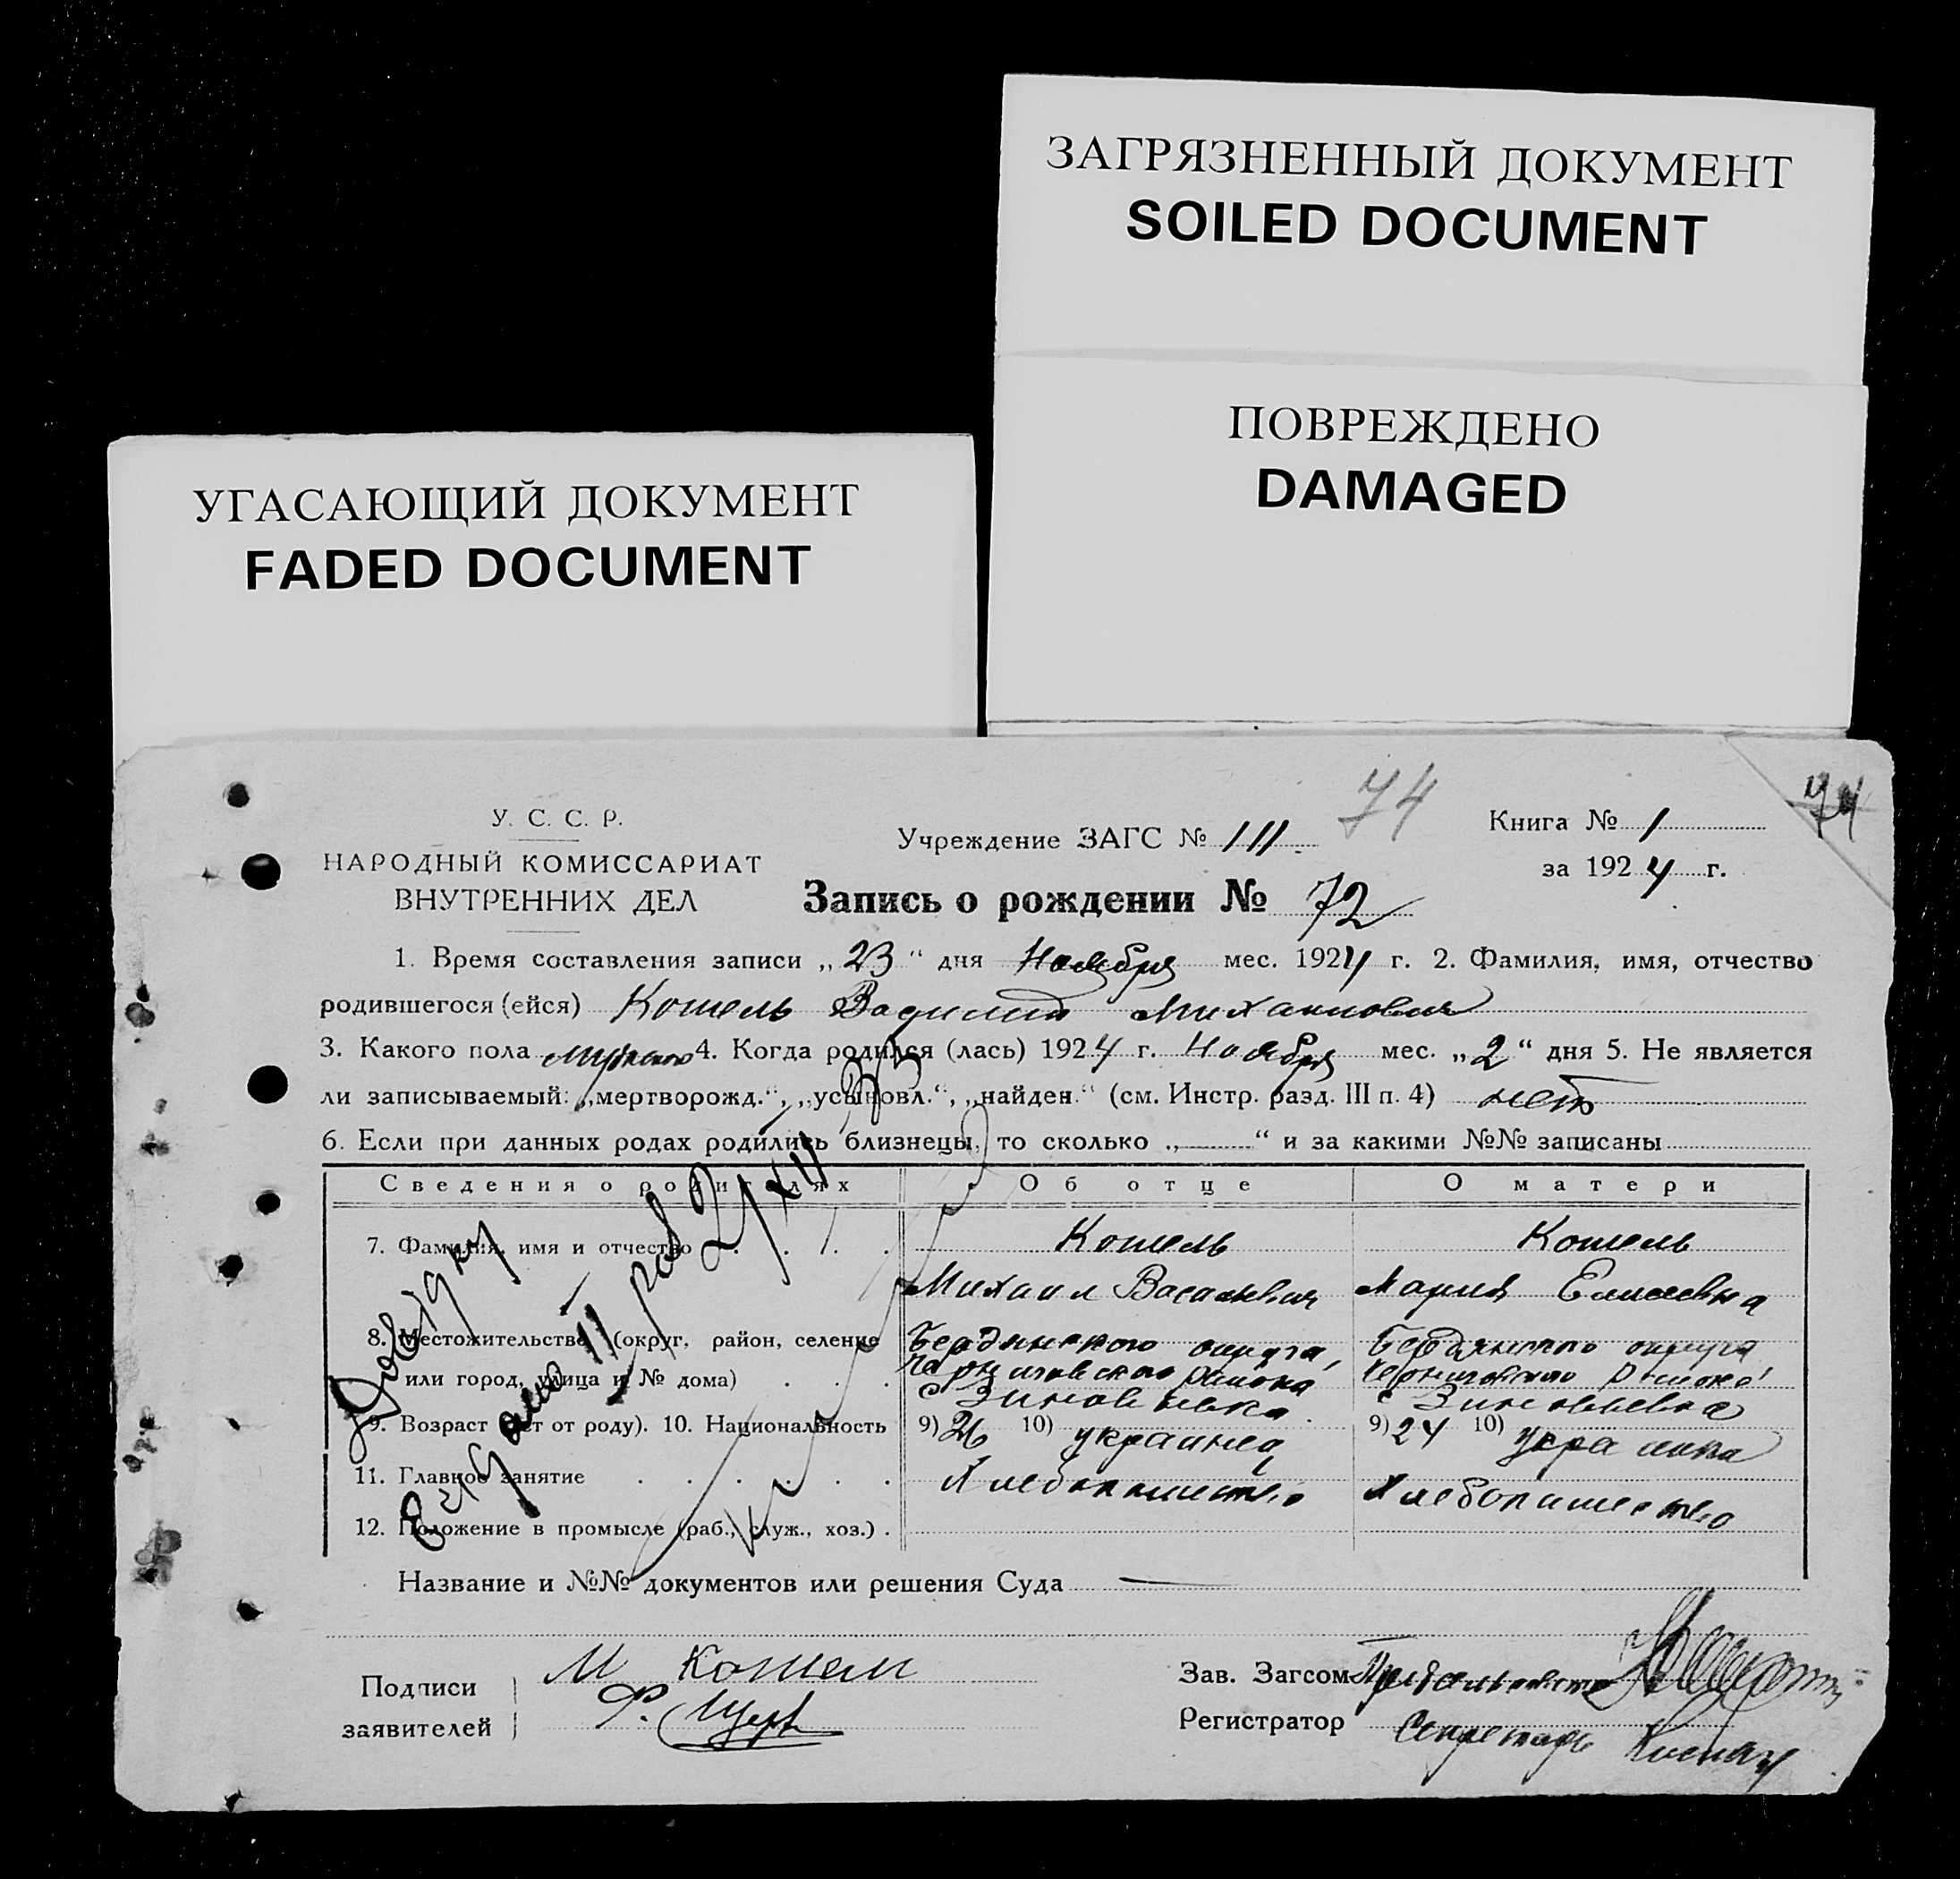 ЗАГРЯЗНЕННЫЙ ДОКУМЕНТ
SOILED DOCUMENT
ПОВРЕЖДЕНО
DAMAGED
УГАСАЮЩИЙ ДОКУМЕНТ
FADED DOCUMENT
74
74
У. С. С. Р.
НАРОДНЫЙ КОМИССАРИАТ
ВНУТРЕННИХ ДЕЛ
Учреждение ЗАГС № 111
Книга № 1
за 1924 г.
Запись о рождении № 72
1. Время составления записи „23“ дня Ноября мес. 1924 г. 2. Фамилия, имя, отчество
родившегося (ейся) Кошель Василий Михайлович
3. Какого пола мужского 4. Когда родился (лась) 1924 г. Ноября мес. „2“ дня 5. Не является
ли записываемый: „мертворожд.“, „усыновл.“, „найден.“ (см. Инстр. разд. III п. 4) нет
6. Если при данных родах родились близнецы, то сколько „—“ и за какими №№ записаны
Сведения о родителях Об отце О матери
7. Фамилия, имя и отчество Кошель Кошель
Михаил Васильевич Мария Елисеевна
8. Местожительство (округ, район, селение Бердянского округа, Бердянского округа
или город, улица и № дома) Черниговского района Черниговского района
с Зиновьевка с Зиновьевка
9. Возраст (лет от роду). 10. Национальность 9) 26 10) украинец 9) 24 10) украинка
11. Главное занятие Хлебопашество Хлебопашество
12. Положение в промысле (раб., служ., хоз.)
Название и №№ документов или решения Суда —
Подписи
заявителей
М Кошель
Зав. Загсом
Регистратор Секретарь